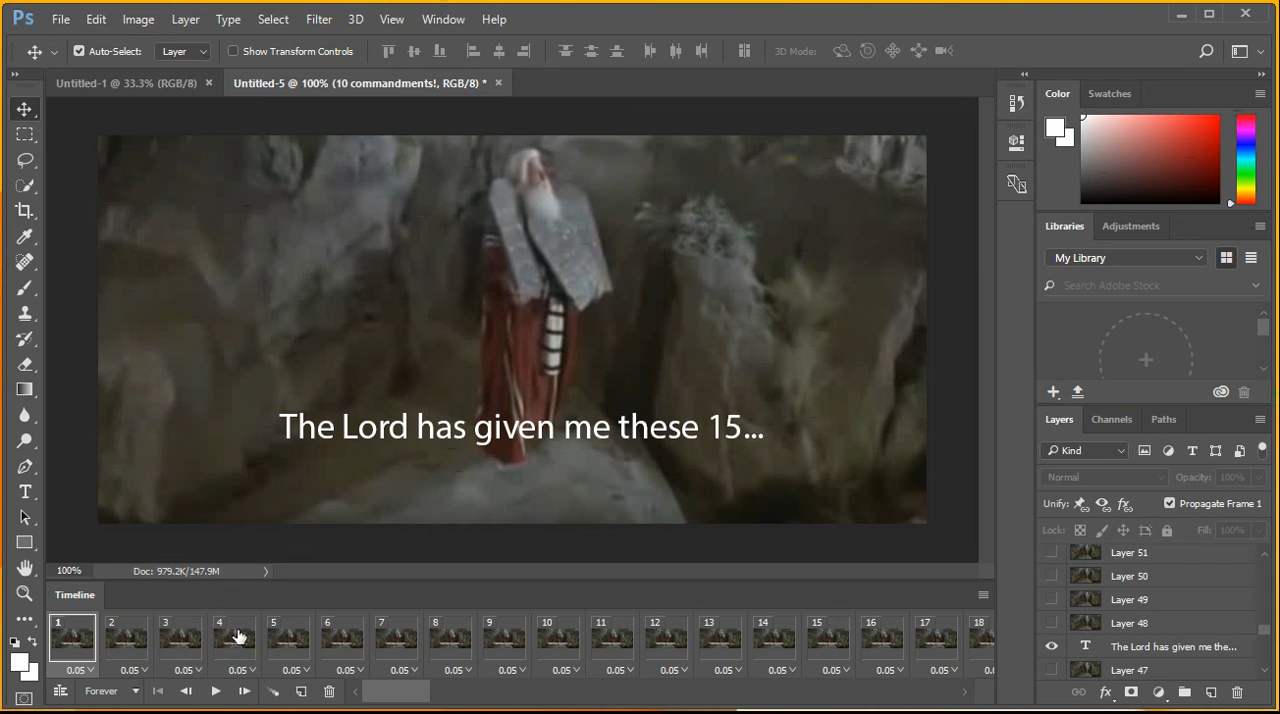 Ps File Edit Image Layer Type Select Filter 3D View Window Help
Auto-Select: Layer Show Transform Controls 3D Mode:
Untitled-1 @ 33.3% (RGB/8) × Untitled-5 @ 100% (10 commandments!, RGB/8) * ×
Color Swatches
Libraries Adjustments
My Library
Search Adobe Stock
The Lord has given me these 15...
Layers Channels Paths
Kind
Normal Opacity: 100%
Unify: Propagate Frame 1
Lock: Fill: 100%
Layer 51
Layer 50
Layer 49
Layer 48
The Lord has given me the...
Layer 47
100% Doc: 979.2K/147.9M
Timeline
1 2 3 4 5 6 7 8 9 10 11 12 13 14 15 16 17 18
0.05 0.05 0.05 0.05 0.05 0.05 0.05 0.05 0.05 0.05 0.05 0.05 0.05 0.05 0.05 0.05 0.05 0.0
Forever